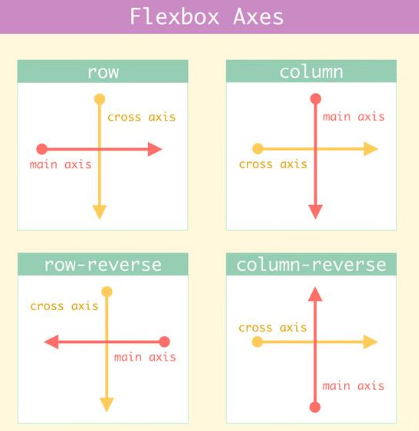 Flexbox Axes
row
cross axis
main axis
column
main axis
cross axis
row-reverse
cross axis
main axis
column-reverse
cross axis
main axis